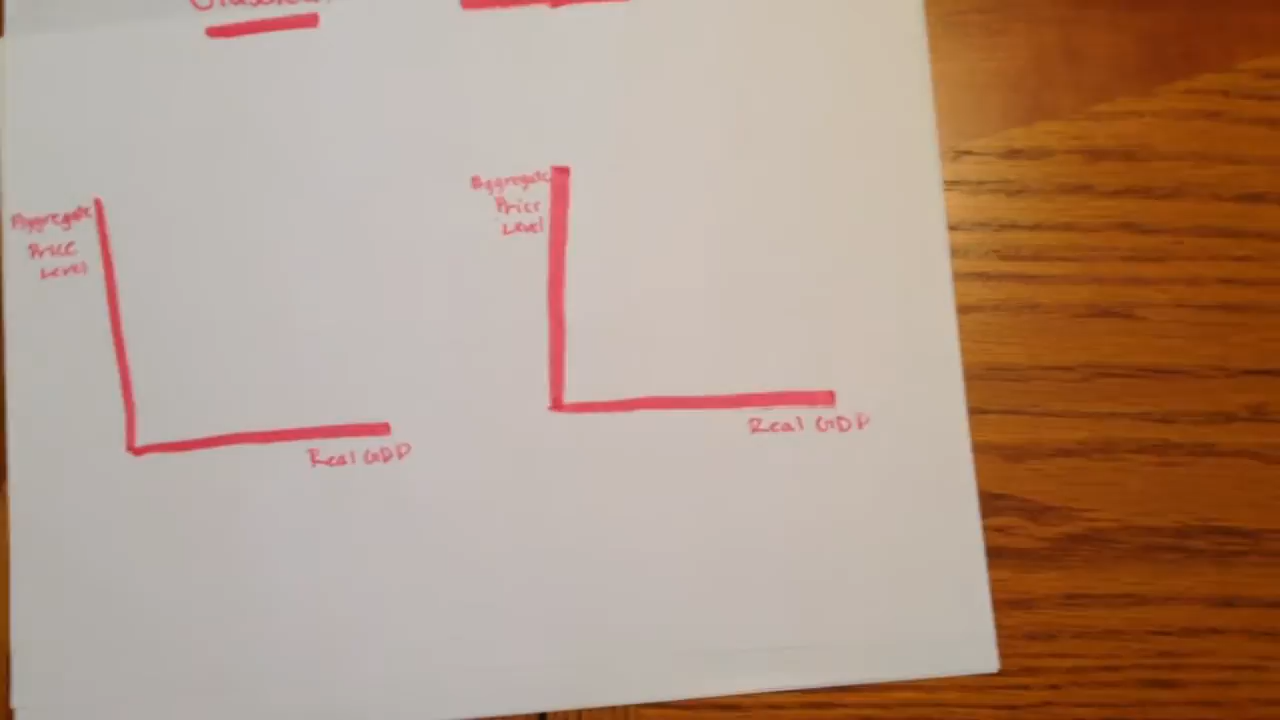 Aggregate
Price
Level
Real GDP
Aggregate
Price
Level
Real GDP